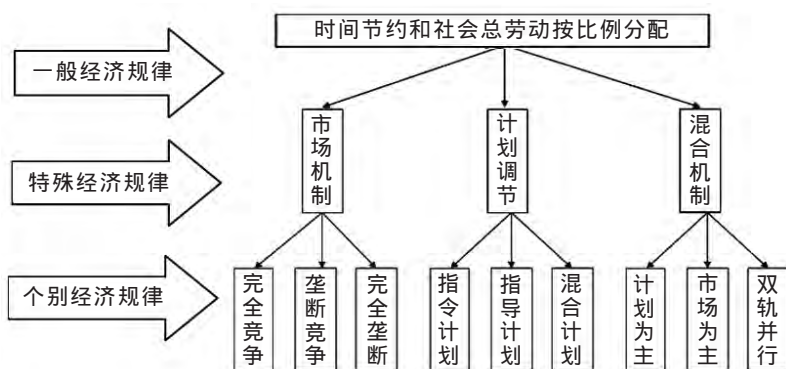 时间节约和社会总劳动按比例分配
一般经济规律
市场机制
计划调节
混合机制
特殊经济规律
个别经济规律
完全竞争
垄断竞争
完全垄断
指令计划
指导计划
混合计划
计划为主
市场为主
双轨并行